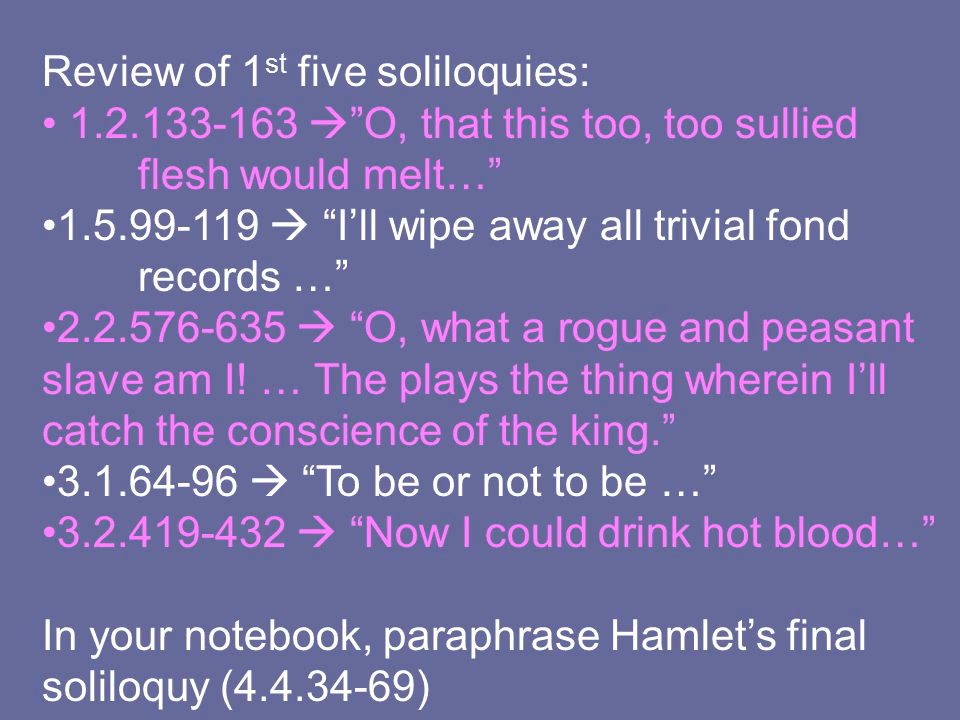 Review of 1st five soliloquies:
• 1.2.133-163 → ”O, that this too, too sullied
flesh would melt…”
•1.5.99-119 → “I’ll wipe away all trivial fond
records …”
•2.2.576-635 → “O, what a rogue and peasant
slave am I! … The plays the thing wherein I’ll
catch the conscience of the king.”
•3.1.64-96 → “To be or not to be …”
•3.2.419-432 → “Now I could drink hot blood…”
In your notebook, paraphrase Hamlet’s final
soliloquy (4.4.34-69)